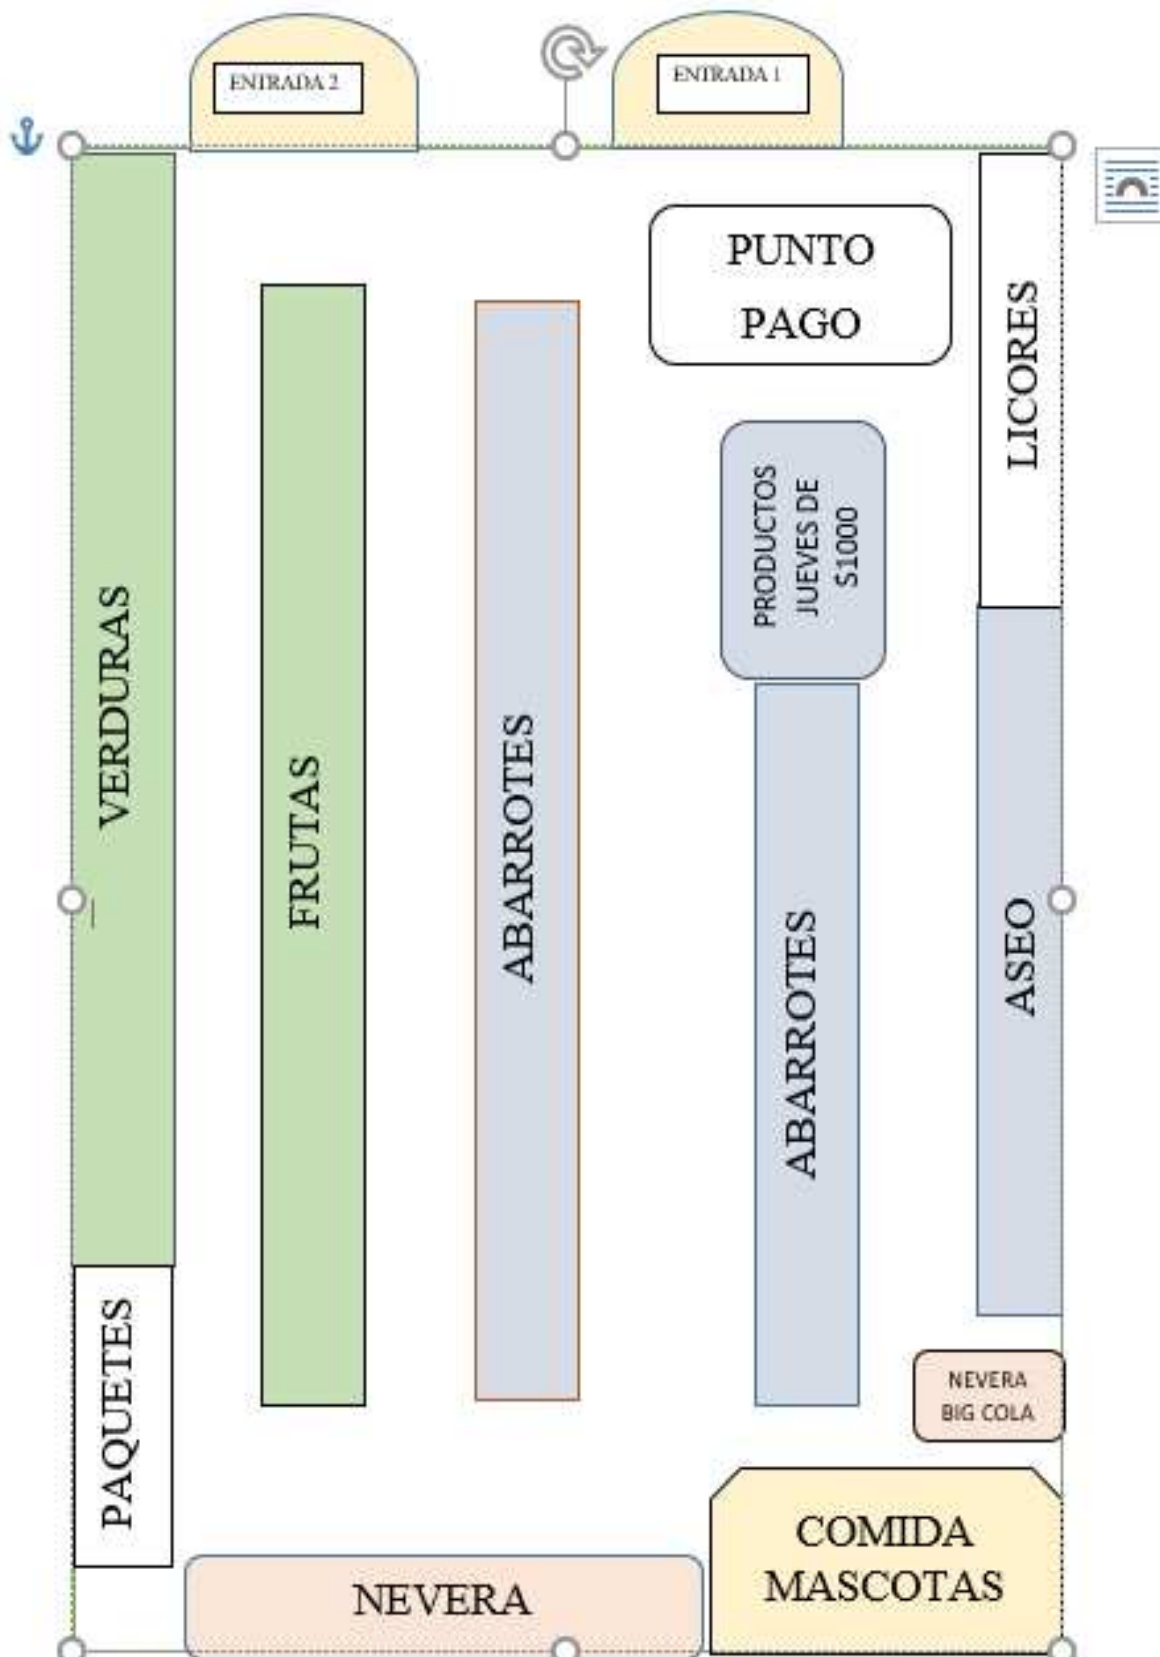 ENTRADA 2
ENTRADA 1
PUNTO
PAGO
LICORES
PRODUCTOS
JUEVES DE
$1000
VERDURAS
FRUTAS
ABARROTES
ABARROTES
ASEO
PAQUETES
NEVERA
BIG COLA
COMIDA
MASCOTAS
NEVERA